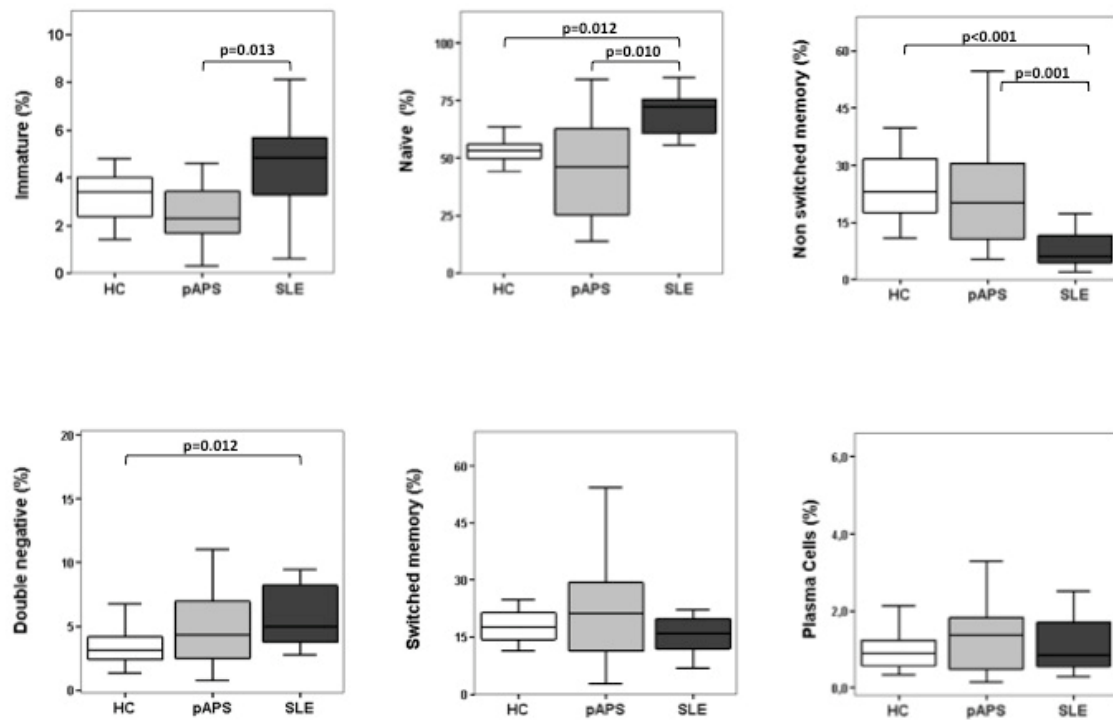 Immature (%)
10
8
6
4
2
0
p=0.013
HC pAPS SLE
Naïve (%)
100
75
50
25
0
p=0.012
p=0.010
HC pAPS SLE
Non switched memory (%)
60
45
30
15
0
p<0.001
p=0.001
HC pAPS SLE
Double negative (%)
20
15
10
5
0
p=0.012
HC pAPS SLE
Switched memory (%)
60
45
30
15
0
HC pAPS SLE
Plasma Cells (%)
6,0
4,0
2,0
0,0
HC pAPS SLE